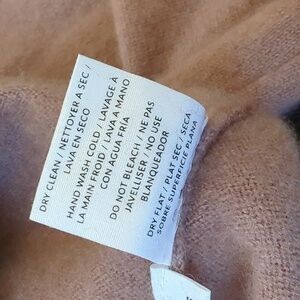 DRY CLEAN / NETTOYER A SEC /
LAVA EN SECO
HAND WASH COLD / LAVAGE À
LA MAIN FROID / LAVA A MANO
CON AGUA FRÍA
DO NOT BLEACH / NE PAS
JAVELLISER / NO USE
BLANQUEADOR
DRY FLAT / PLAT SEC / SECA
SOBRE SUPERFICIE PLANA